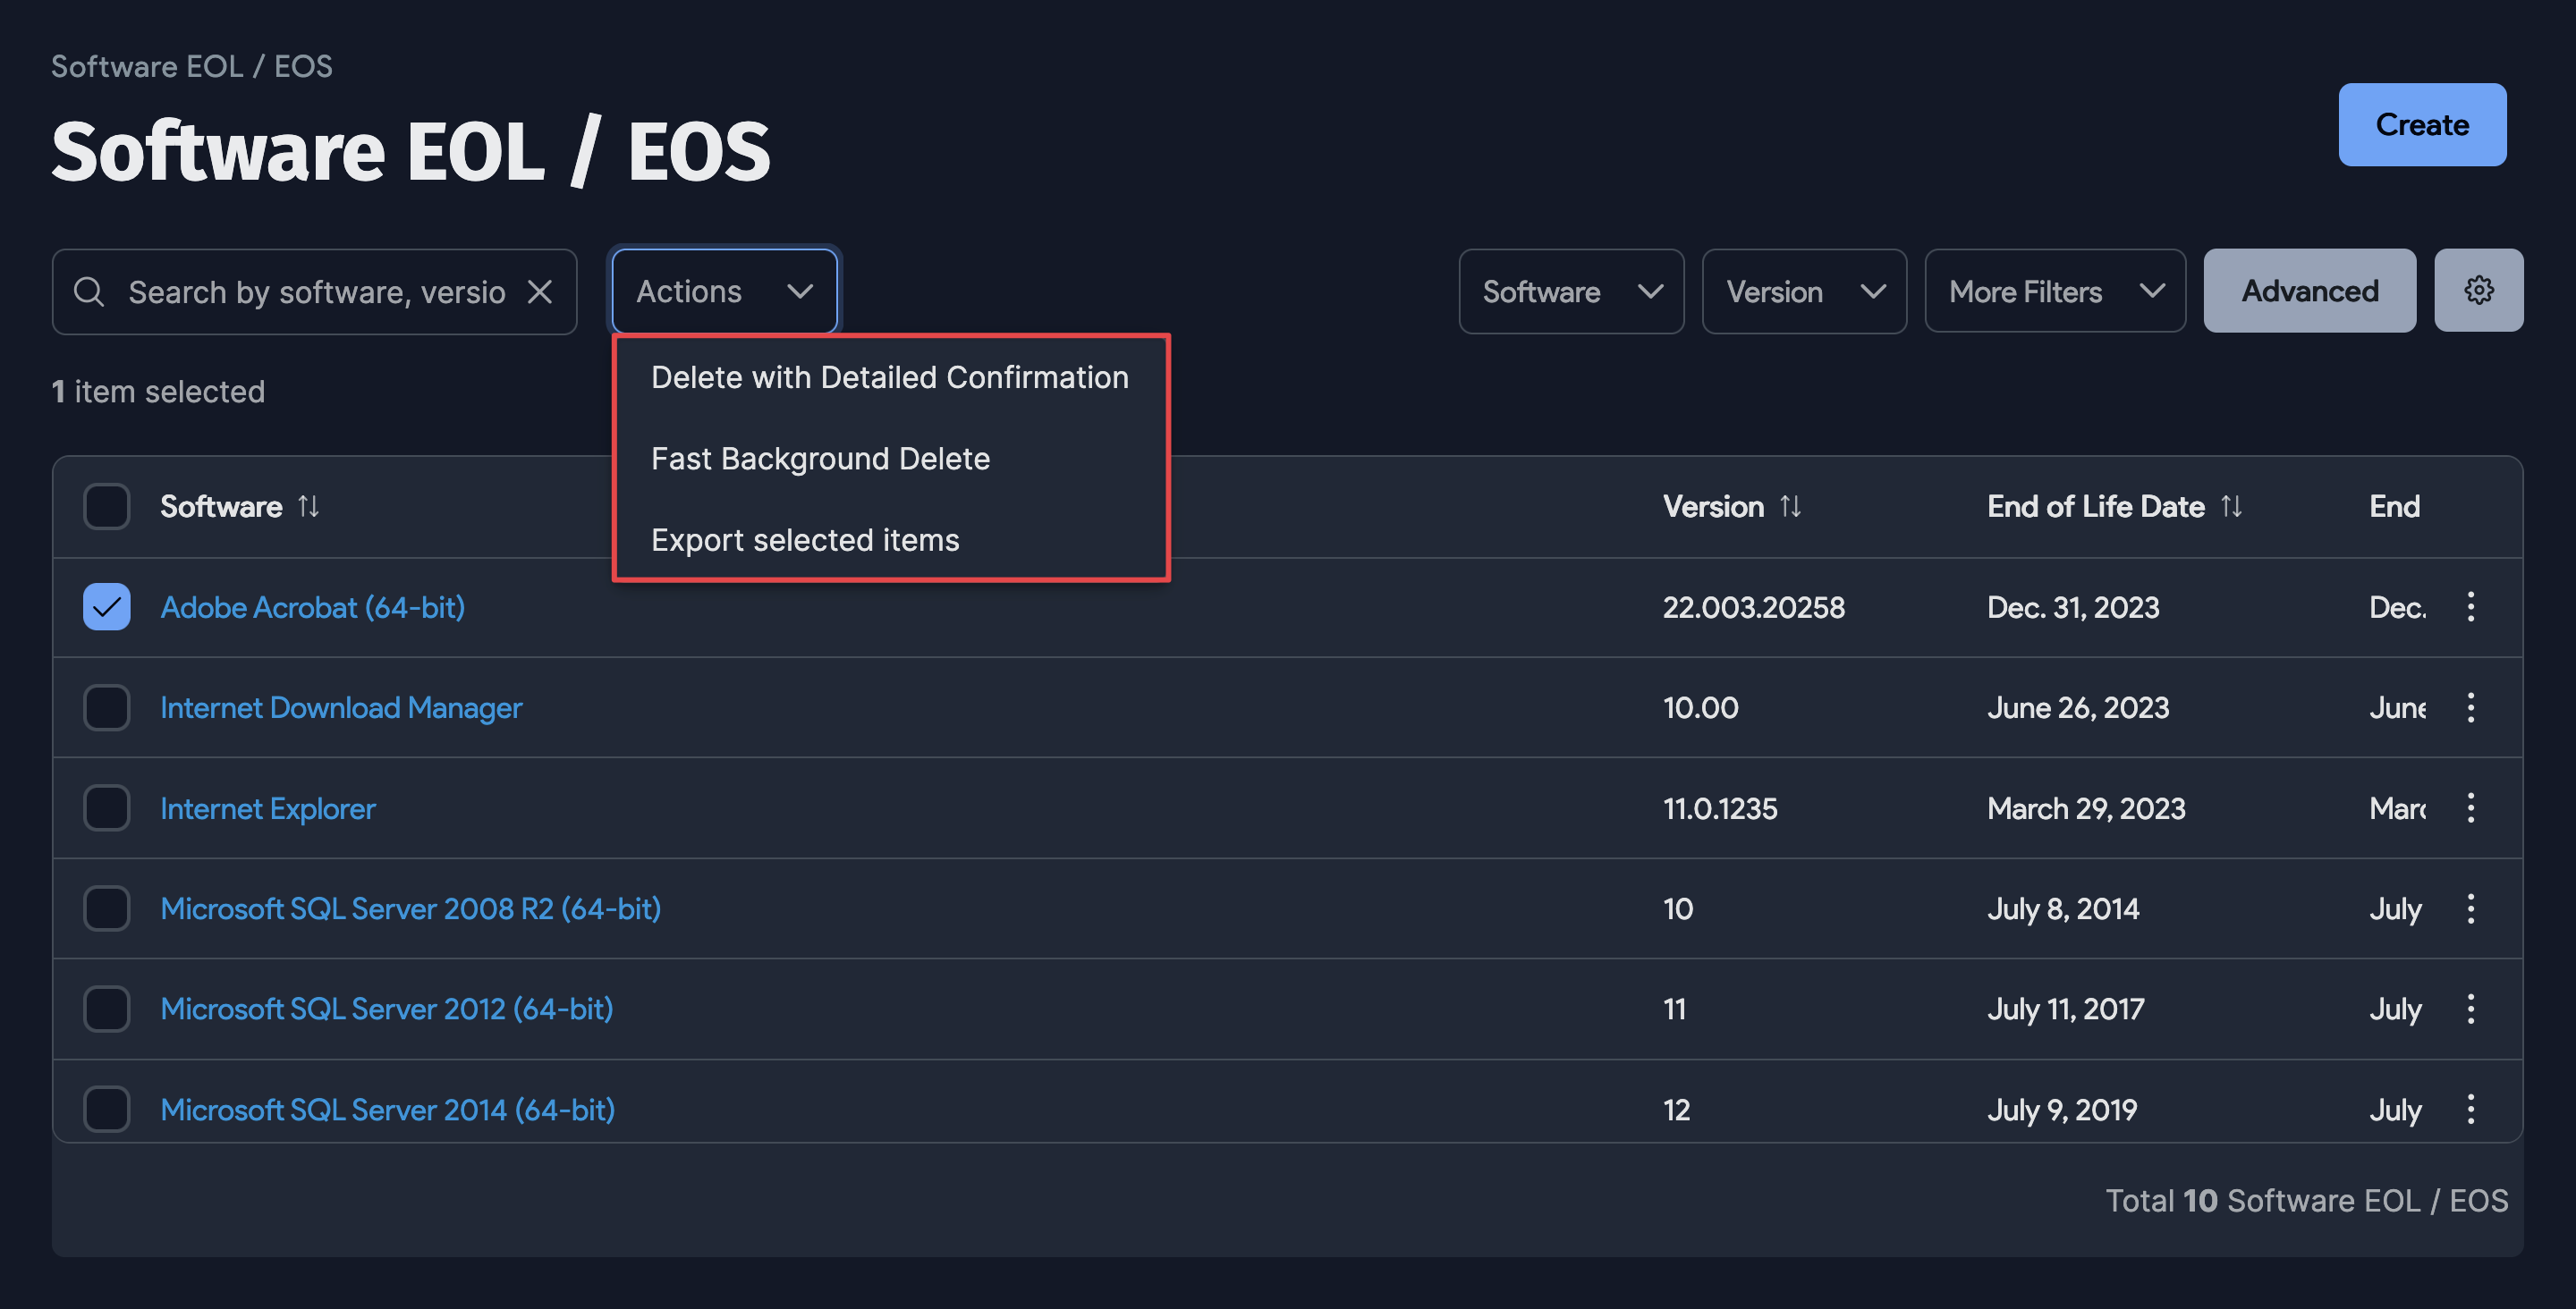 Software EOL / EOS
Software EOL / EOS
Create
Search by software, versio
Actions
Software
Version
More Filters
Advanced
Delete with Detailed Confirmation
Fast Background Delete
Export selected items
1 item selected
Software Version End of Life Date End
Adobe Acrobat (64-bit) 22.003.20258 Dec. 31, 2023 Dec.
Internet Download Manager 10.00 June 26, 2023 June
Internet Explorer 11.0.1235 March 29, 2023 Marc
Microsoft SQL Server 2008 R2 (64-bit) 10 July 8, 2014 July
Microsoft SQL Server 2012 (64-bit) 11 July 11, 2017 July
Microsoft SQL Server 2014 (64-bit) 12 July 9, 2019 July
Total 10 Software EOL / EOS